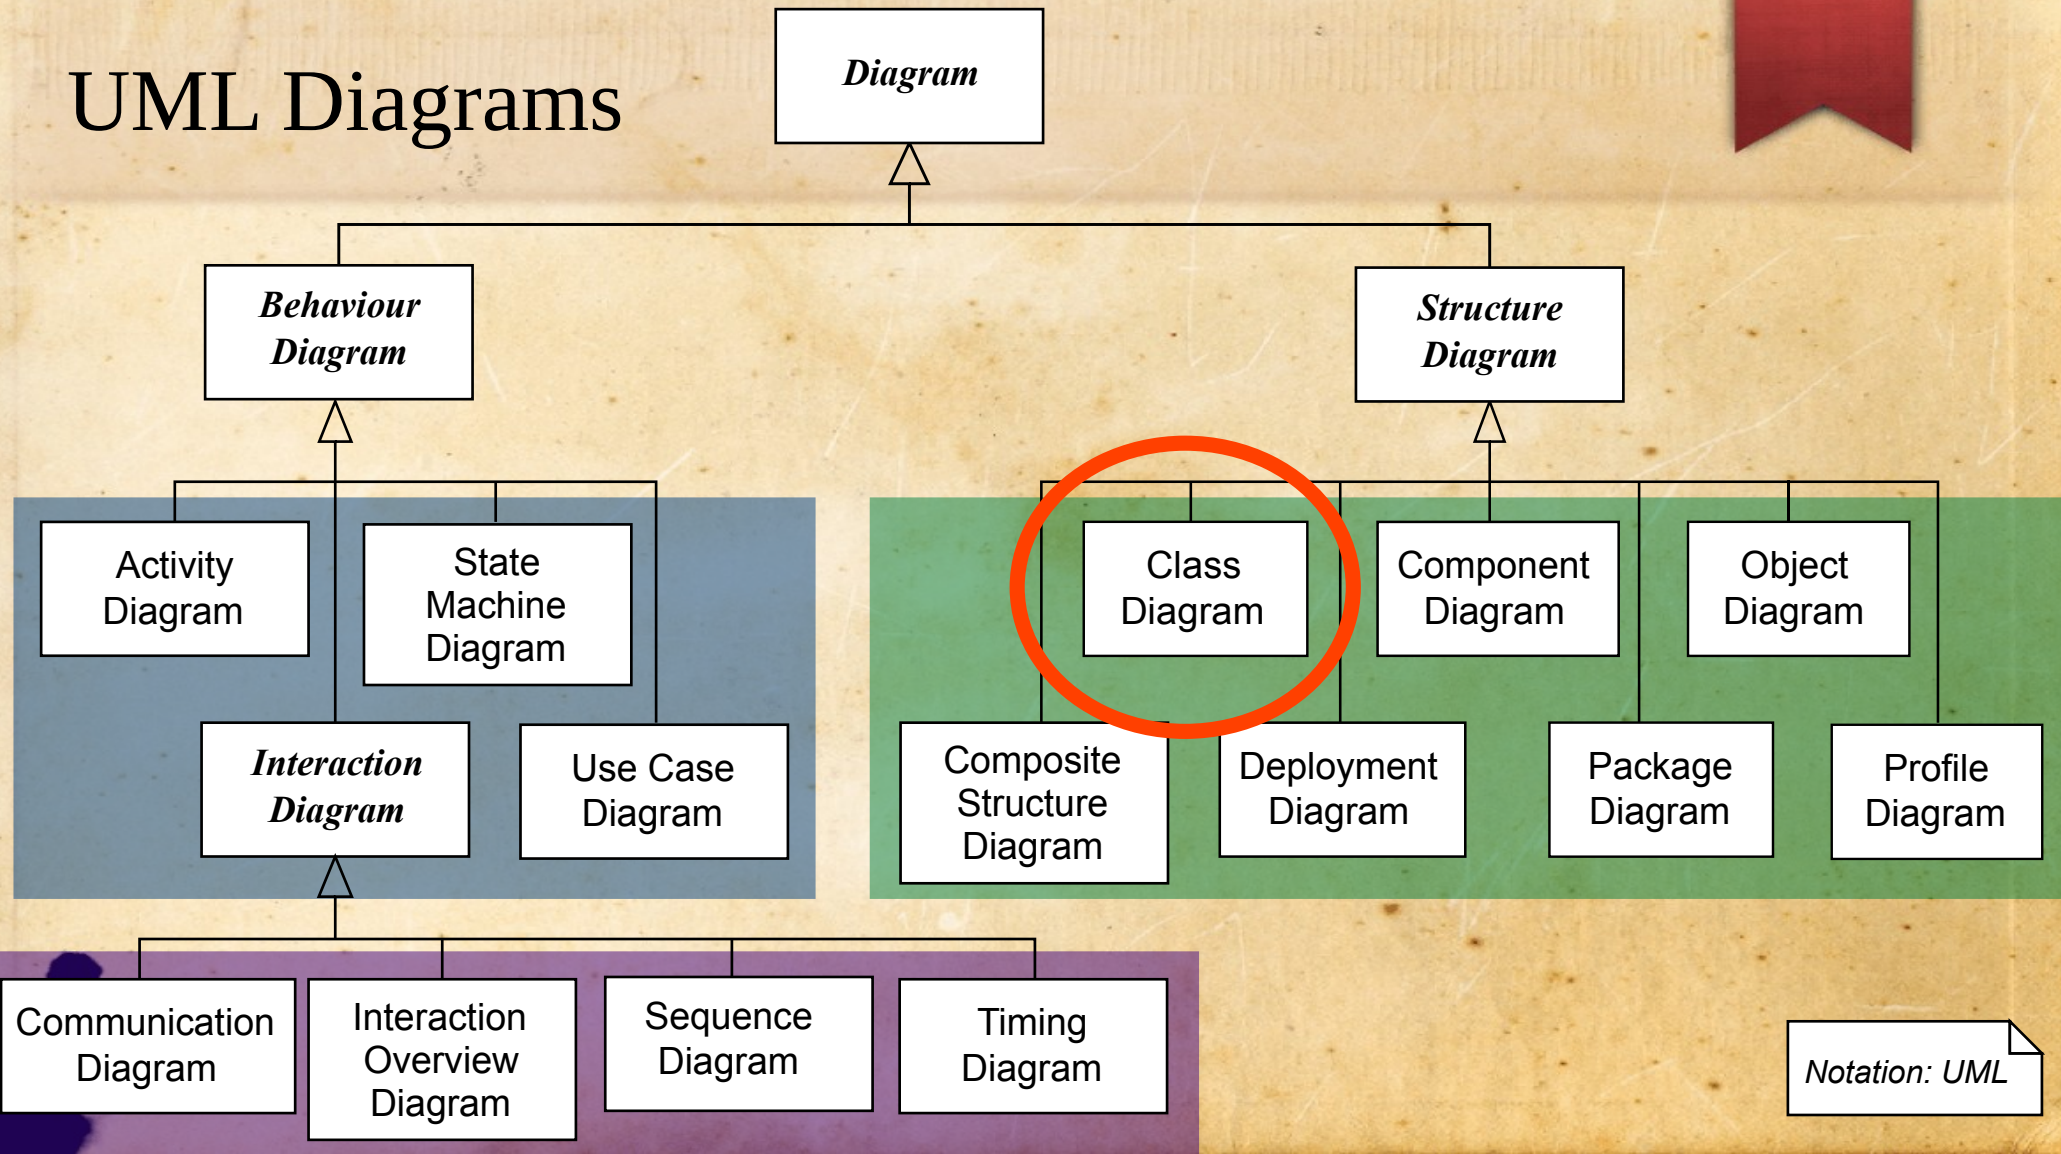 UML Diagrams
Diagram
Behaviour
Diagram
Structure
Diagram
Activity
Diagram
State
Machine
Diagram
Class
Diagram
Component
Diagram
Object
Diagram
Interaction
Diagram
Use Case
Diagram
Composite
Structure
Diagram
Deployment
Diagram
Package
Diagram
Profile
Diagram
Communication
Diagram
Interaction
Overview
Diagram
Sequence
Diagram
Timing
Diagram
Notation: UML